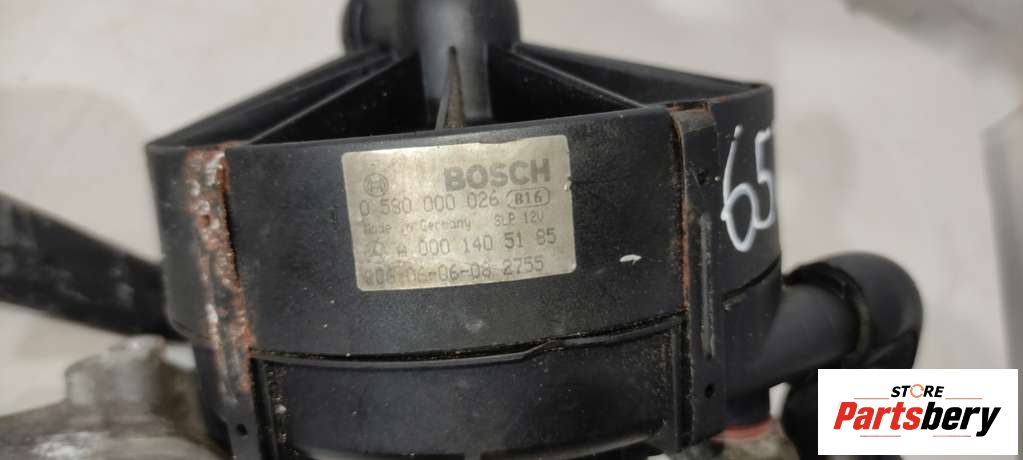 BOSCH
0 580 000 026 B16
Made in Germany SLP 12V
A 000 140 51 85
004-06-06-08 2755
65
STORE
Partsbery